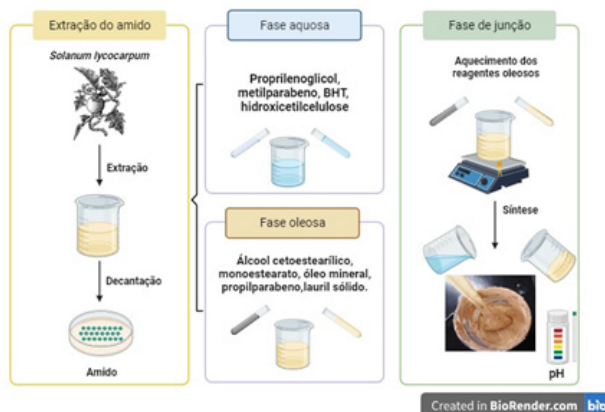 Extração do amido
Solanum lycocarpum
Extração
Decantação
Amido
Fase aquosa
Proprilenoglicol,
metilparabeno, BHT,
hidroxicetilcelulose
Fase oleosa
Álcool cetoestearílico,
monoestearato, óleo mineral,
propilparabeno,lauril sólido.
Fase de junção
Aquecimento dos
reagentes oleosos
Síntese
pH
Created in BioRender.com bio